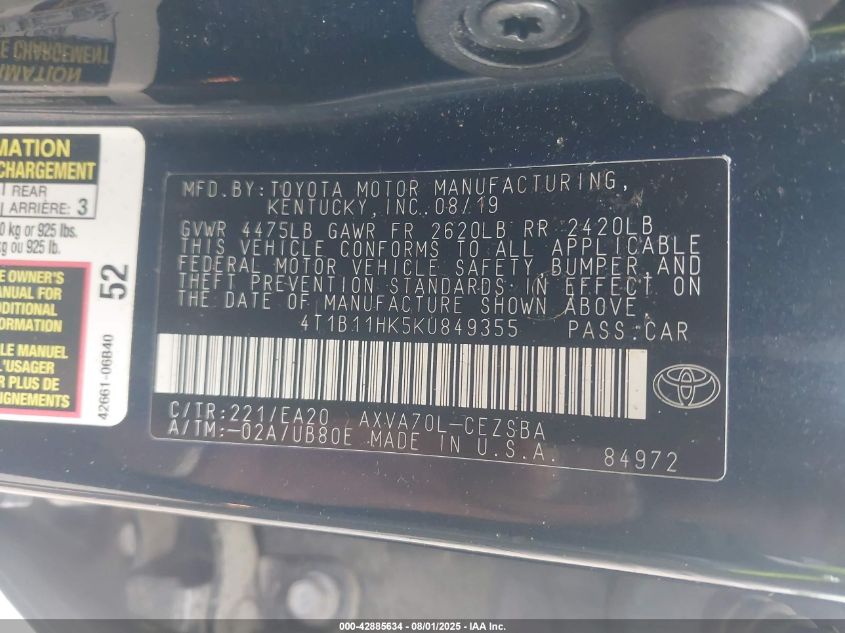 NOITAM
E CHARGEMENT
MATION
CHARGEMENT
REAR
ARRIÈRE: 3
0 kg or 925 lbs.
kg ou 925 lb.
E OWNER'S
ANUAL FOR
DDITIONAL
ORMATION
LE MANUEL
L'USAGER
R PLUS DE
52
42661-06B40
MFD.BY:TOYOTA MOTOR MANUFACTURING,
KENTUCKY,INC.08/19
GVWR 4475LB GAWR FR 2620LB RR 2420LB
THIS VEHICLE CONFORMS TO ALL APPLICABLE
FEDERAL MOTOR VEHICLE SAFETY,BUMPER,AND
THEFT PREVENTION STANDARDS IN EFFECT ON
THE DATE OF MANUFACTURE SHOWN ABOVE.
4T1B11HK5KU849355 PASS.CAR
C/TR:221/EA20 AXVA70L-CEZSBA
A/TM:-02A/UB80E MADE IN U.S.A.
84972
000-42885634 - 08/01/2025 - IAA Inc.